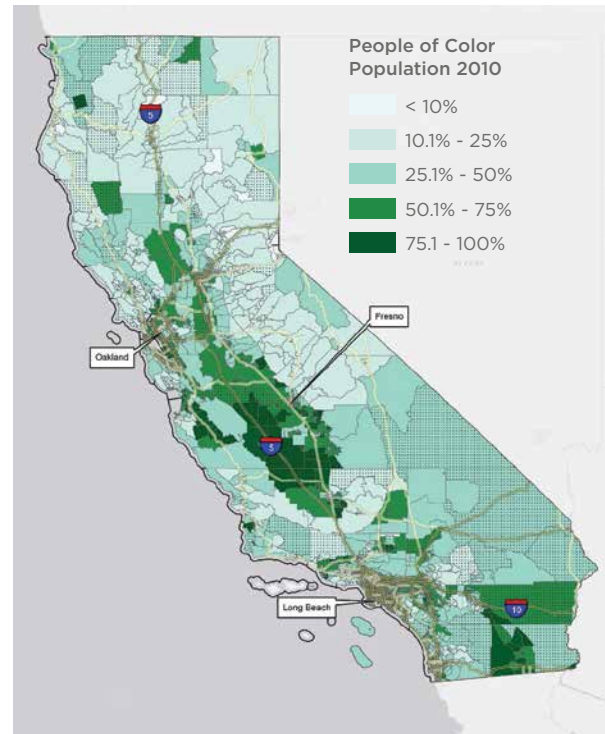 People of Color
Population 2010
< 10%
10.1% - 25%
25.1% - 50%
50.1% - 75%
75.1 - 100%
5
Fresno
Oakland
5
Long Beach
10